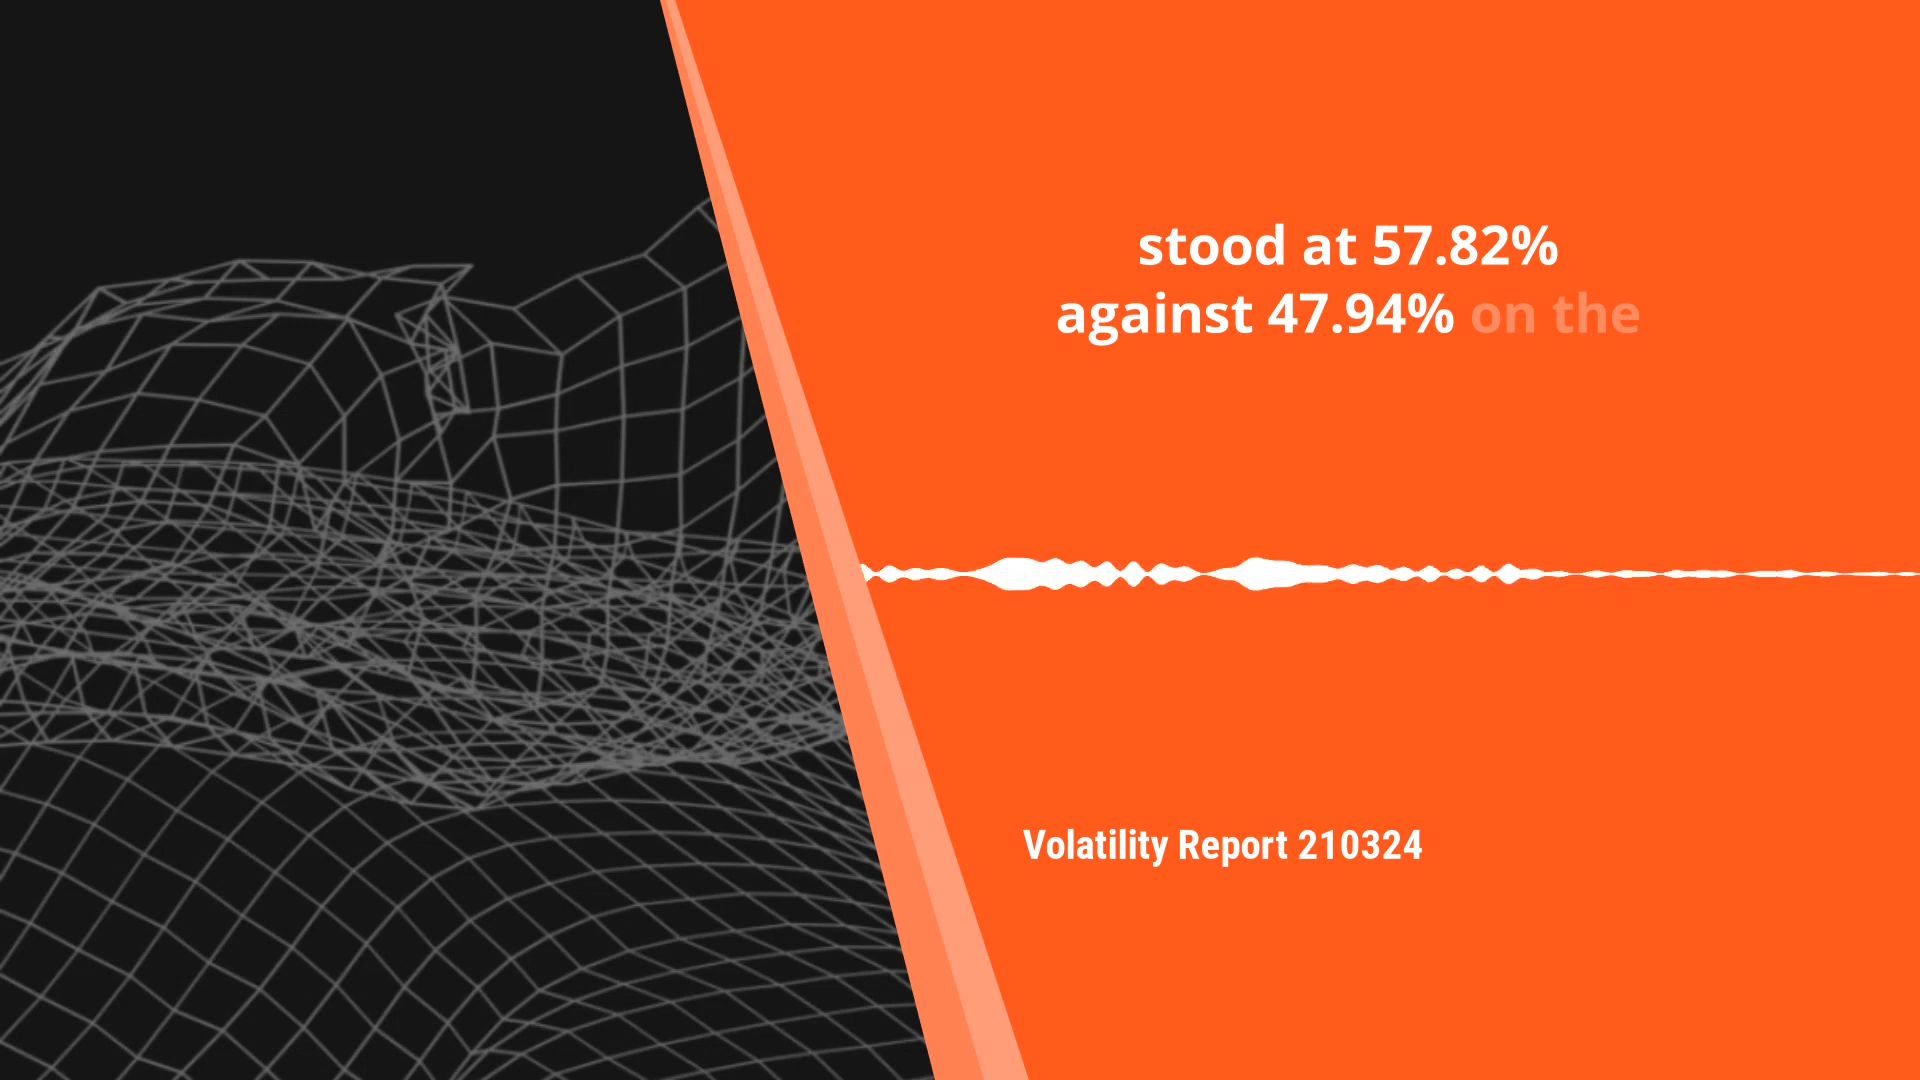 stood at 57.82%
against 47.94% on the
Volatility Report 210324